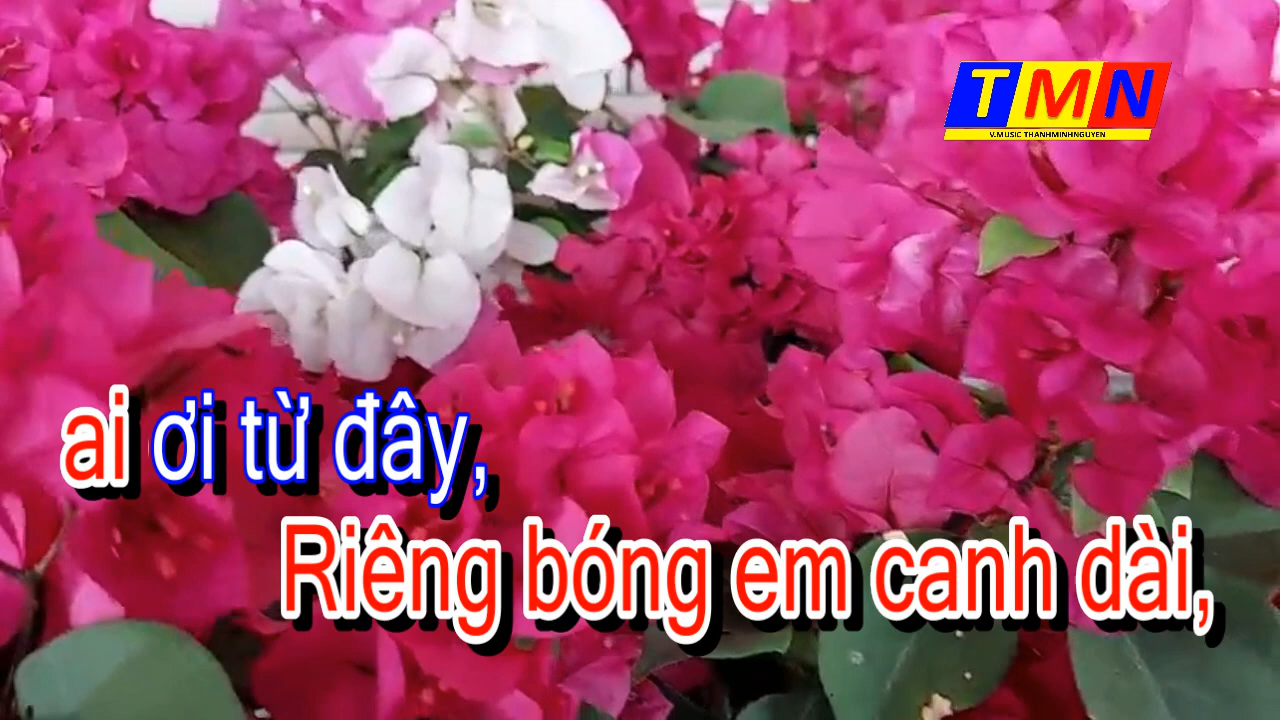 TMN
V.MUSIC THANHMINHNGUYEN
ai ơi từ đây,
Riêng bóng em canh dài,